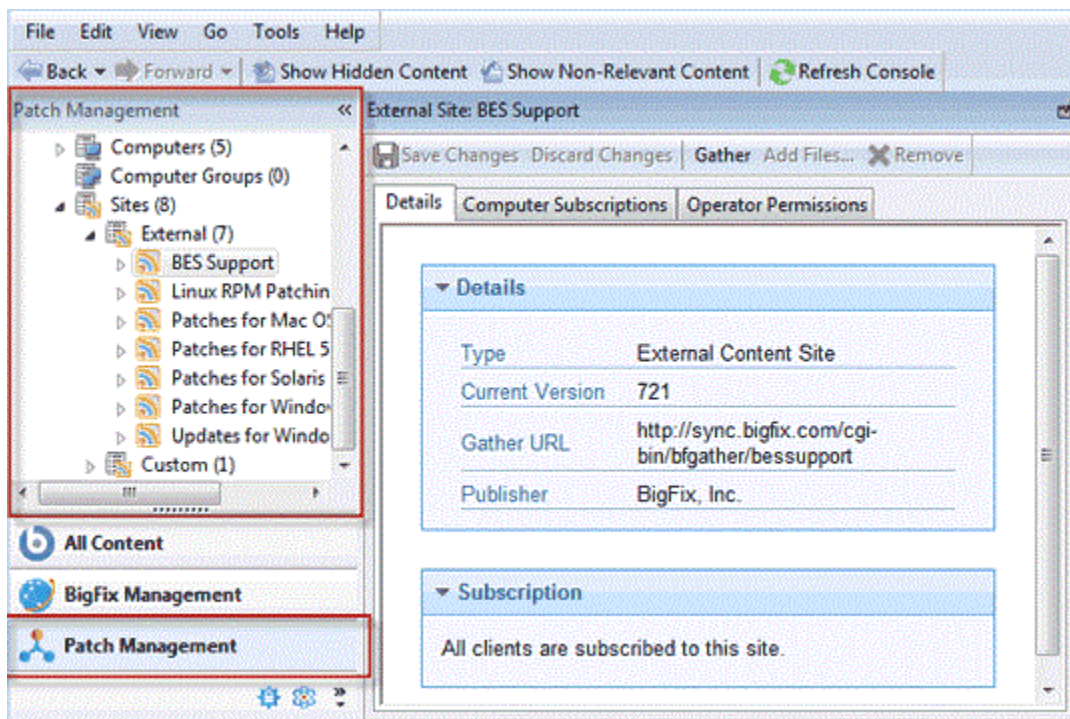 File Edit View Go Tools Help
Back Forward Show Hidden Content Show Non-Relevant Content Refresh Console
Patch Management
Computers (5)
Computer Groups (0)
Sites (8)
External (7)
BES Support
Linux RPM Patchin
Patches for Mac O
Patches for RHEL 5
Patches for Solaris
Patches for Windo
Updates for Windo
Custom (1)
All Content
BigFix Management
Patch Management
External Site: BES Support
Save Changes Discard Changes Gather Add Files... Remove
Details Computer Subscriptions Operator Permissions
Details
Type External Content Site
Current Version 721
Gather URL http://sync.bigfix.com/cgi-
bin/bfgather/bessupport
Publisher BigFix, Inc.
Subscription
All clients are subscribed to this site.